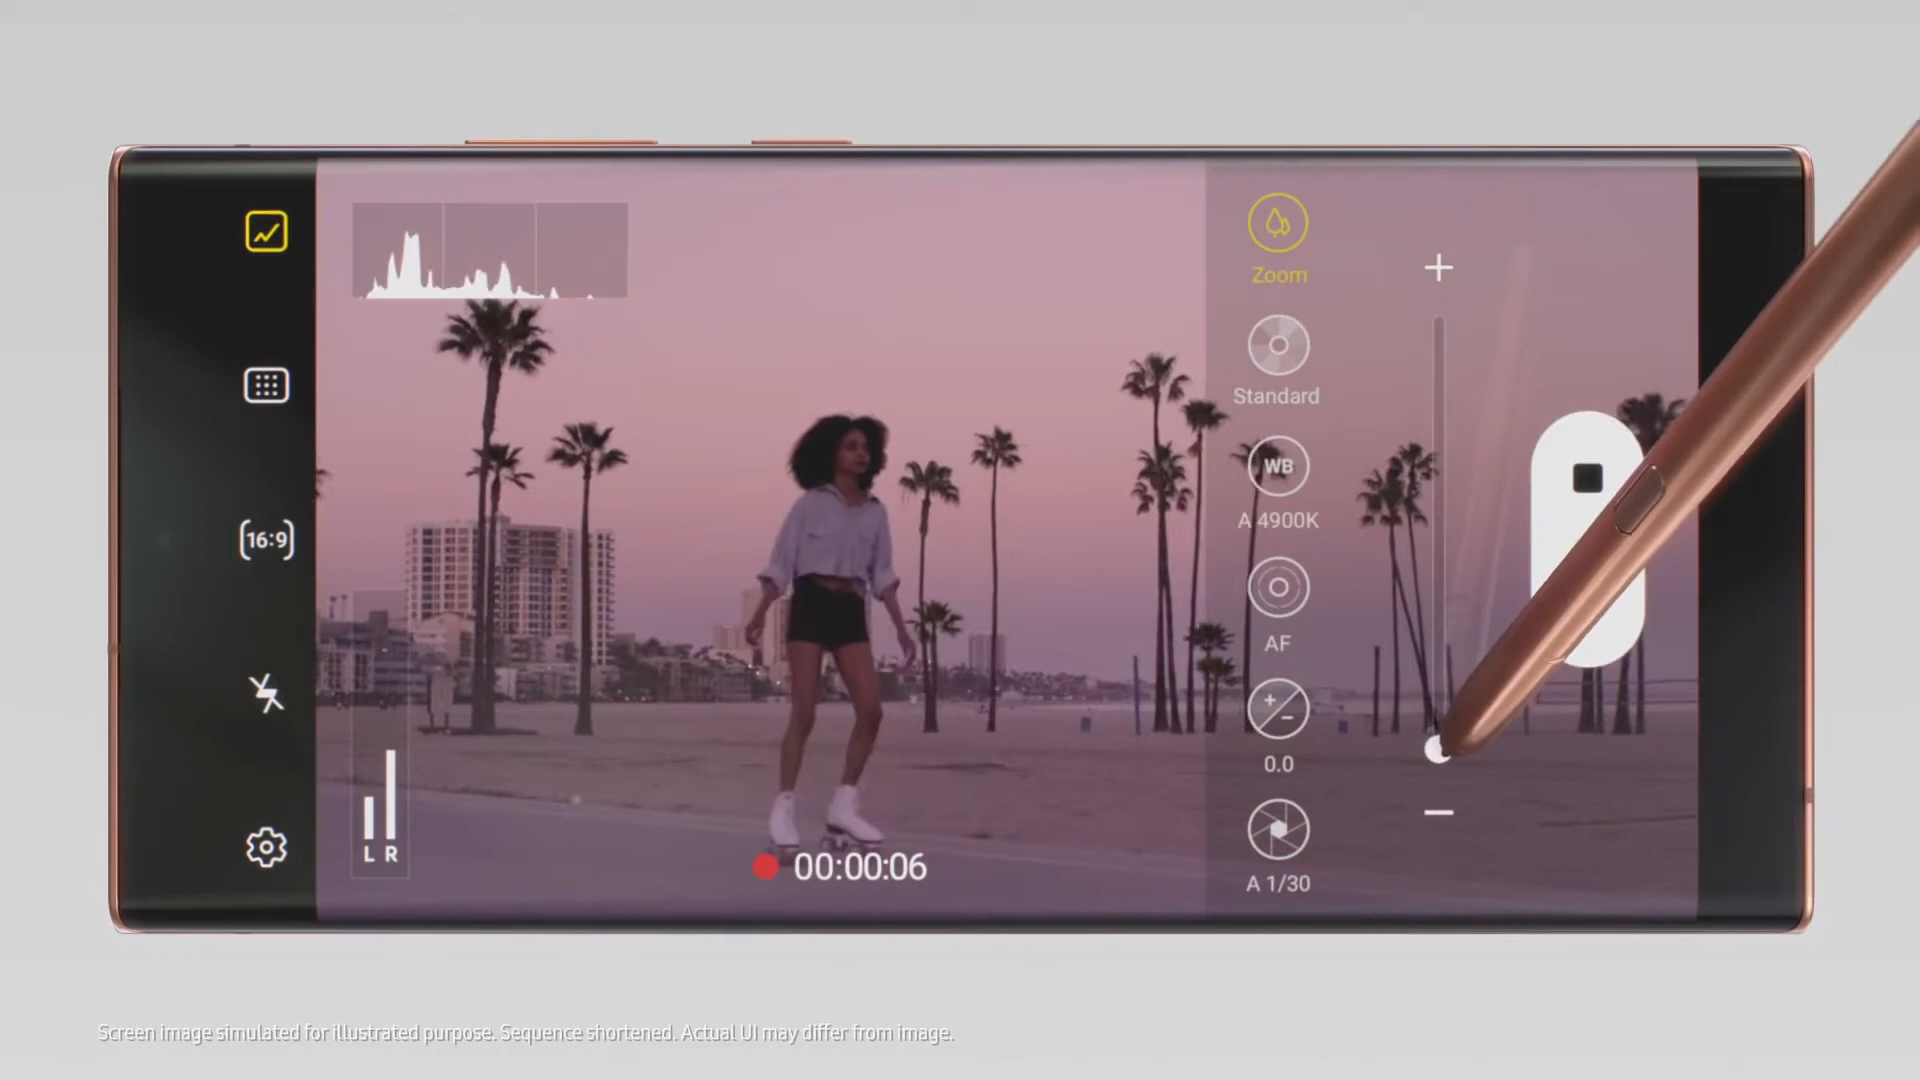 Zoom
Standard
WB
A 4900K
16:9
AF
0.0
L R
00:00:06
A 1/30
Screen image simulated for illustrated purpose. Sequence shortened. Actual UI may differ from image.